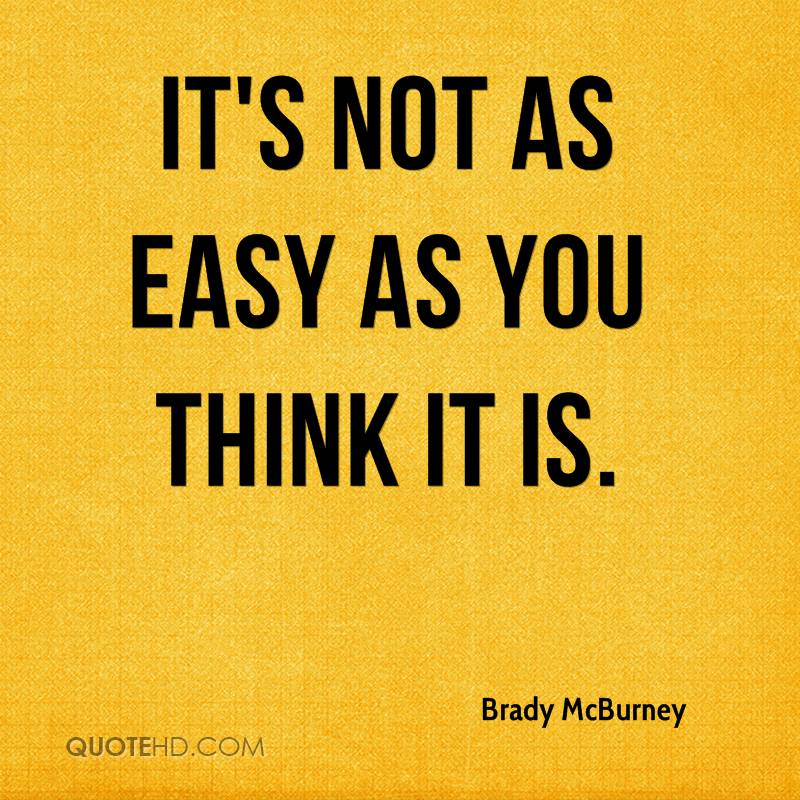 IT'S NOT AS
EASY AS YOU
THINK IT IS.
Brady McBurney
QUOTEHD.COM